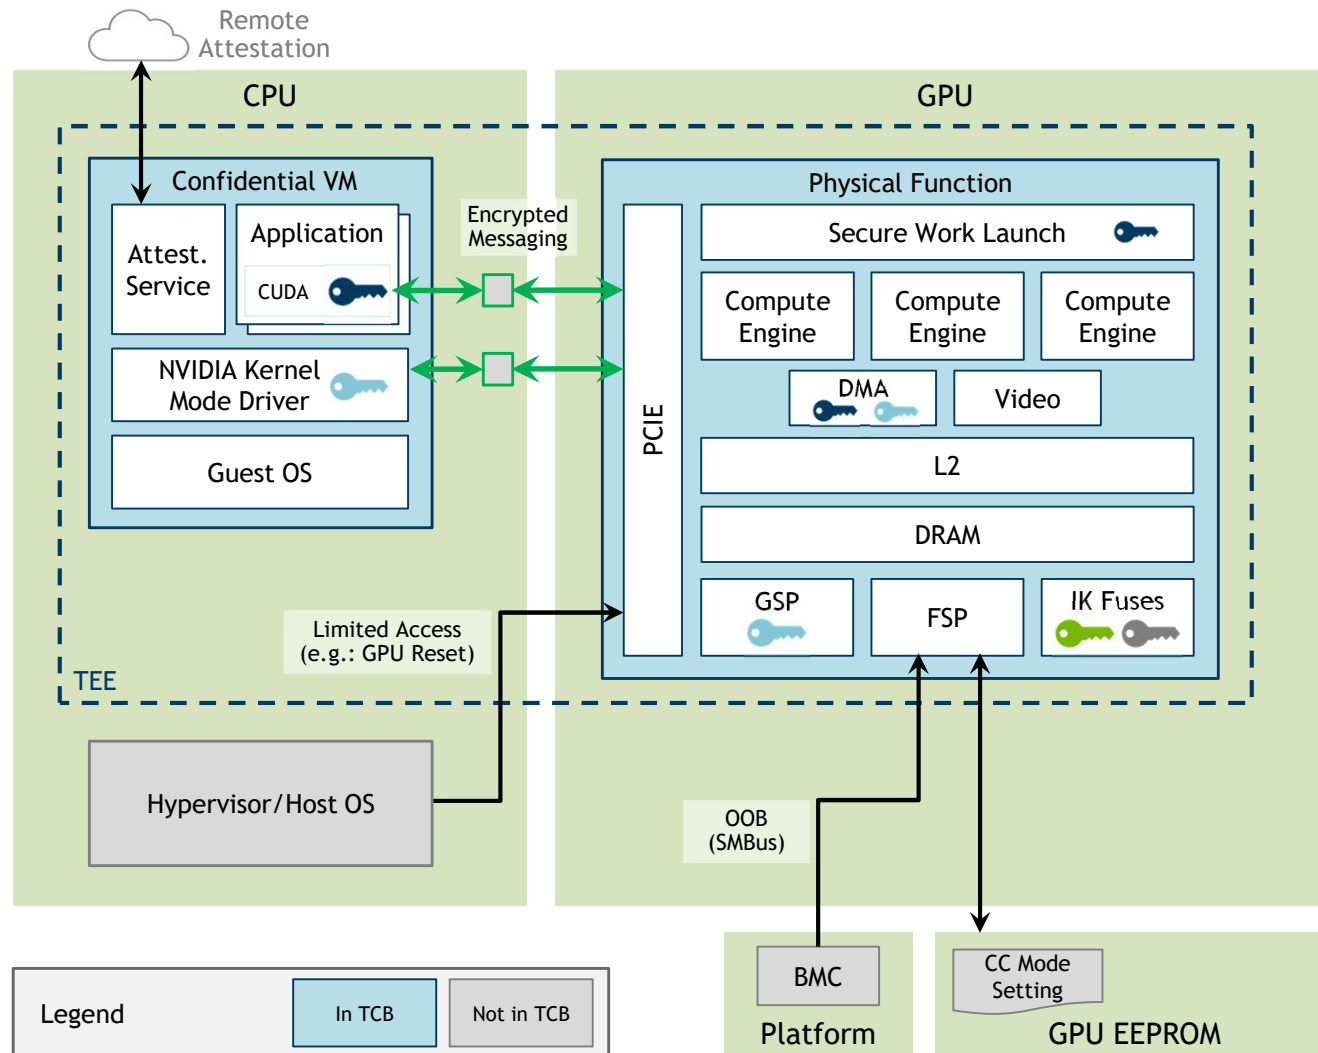 Remote
Attestation
CPU
GPU
Confidential VM
Physical Function
Attest.
Service
Application
CUDA
Encrypted
Messaging
PCIE
Secure Work Launch
Compute
Engine
Compute
Engine
Compute
Engine
NVIDIA Kernel
Mode Driver
DMA
Video
Guest OS
L2
DRAM
GSP
FSP
IK Fuses
Limited Access
(e.g.: GPU Reset)
TEE
Hypervisor/Host OS
OOB
(SMBus)
BMC
Platform
CC Mode
Setting
GPU EEPROM
Legend
In TCB
Not in TCB